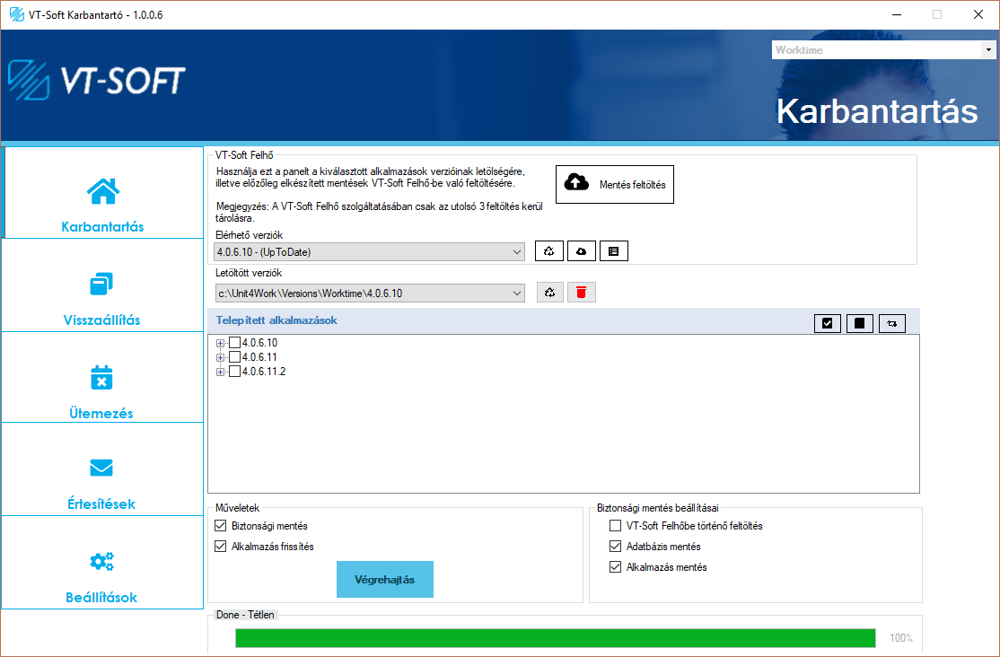 VT-Soft Karbantartó - 1.0.0.6
VT-SOFT
Worktime
Karbantartás
Karbantartás
Visszaállítás
Ütemezés
Értesítések
Beállítások
VT-Soft Felhő
Használja ezt a panelt a kiválasztott alkalmazások verzióinak letölségére,
illetve előzőleg elkészített mentések VT-Soft Felhő-be való feltöltésére.
Megjegyzés: A VT-Soft Felhő szolgáltatásában csak az utolsó 3 feltöltés kerül
tárolásra.
Mentés feltöltés
Elérhető verziók
4.0.6.10 - (UpToDate)
Letöltött verziók
c:\Unit4Work\Versions\Worktime\4.0.6.10
Telepített alkalmazások
4.0.6.10
4.0.6.11
4.0.6.11.2
Műveletek
Biztonsági mentés
Alkalmazás frissítés
Végrehajtás
Biztonsági mentés beállításai
VT-Soft Felhőbe történő feltöltés
Adatbázis mentés
Alkalmazás mentés
Done - Tétlen
100%